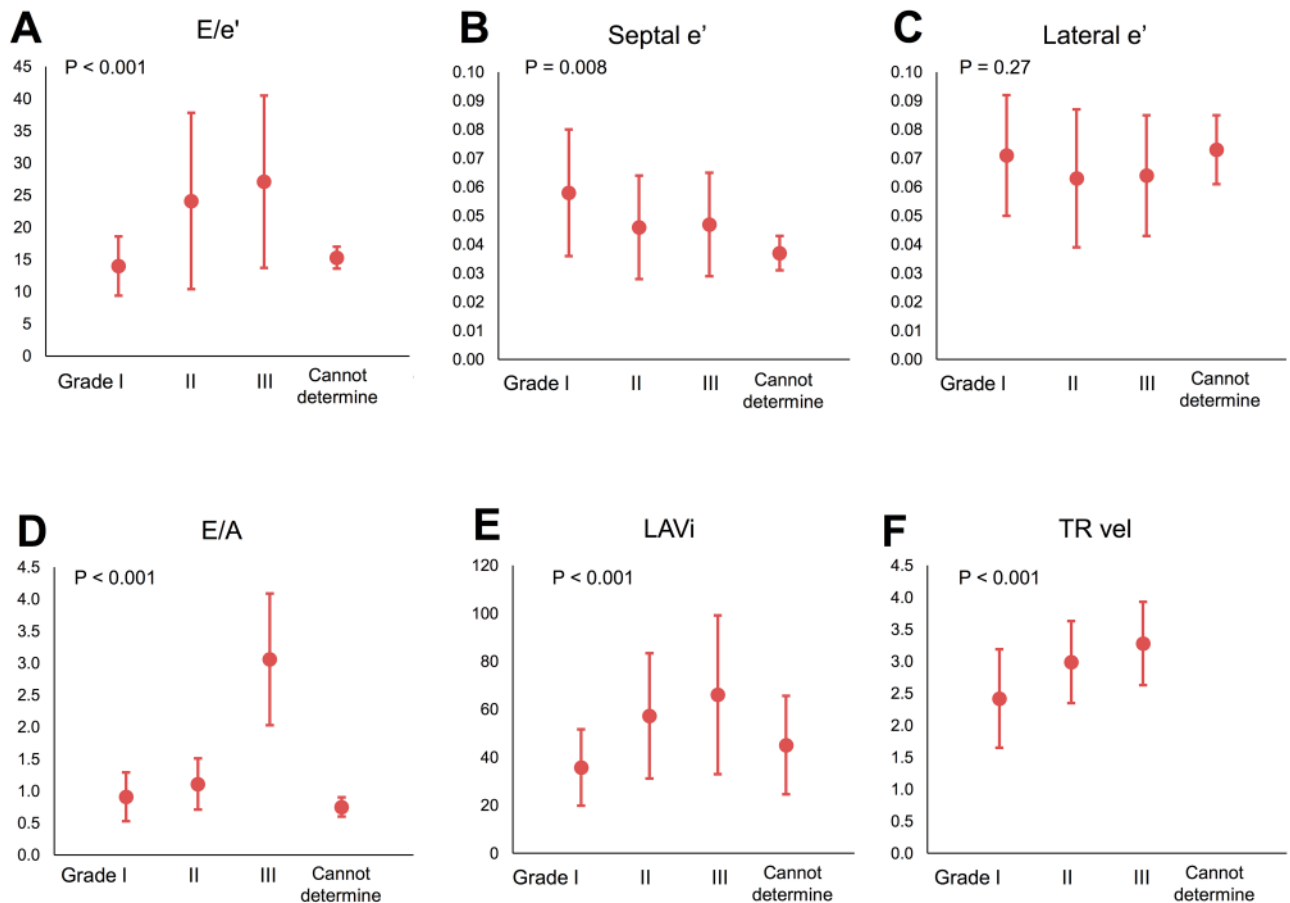 A
E/e'
P < 0.001
45
40
35
30
25
20
15
10
5
0
Grade I
II
III
Cannot
determine
B
Septal e’
P = 0.008
0.10
0.09
0.08
0.07
0.06
0.05
0.04
0.03
0.02
0.01
0.00
Grade I
II
III
Cannot
determine
C
Lateral e’
P = 0.27
0.10
0.09
0.08
0.07
0.06
0.05
0.04
0.03
0.02
0.01
0.00
Grade I
II
III
Cannot
determine
D
E/A
P < 0.001
4.5
4.0
3.5
3.0
2.5
2.0
1.5
1.0
0.5
0.0
Grade I
II
III
Cannot
determine
E
LAVi
P < 0.001
120
100
80
60
40
20
0
Grade I
II
III
Cannot
determine
F
TR vel
P < 0.001
4.5
4.0
3.5
3.0
2.5
2.0
1.5
1.0
0.5
0.0
Grade I
II
III
Cannot
determine